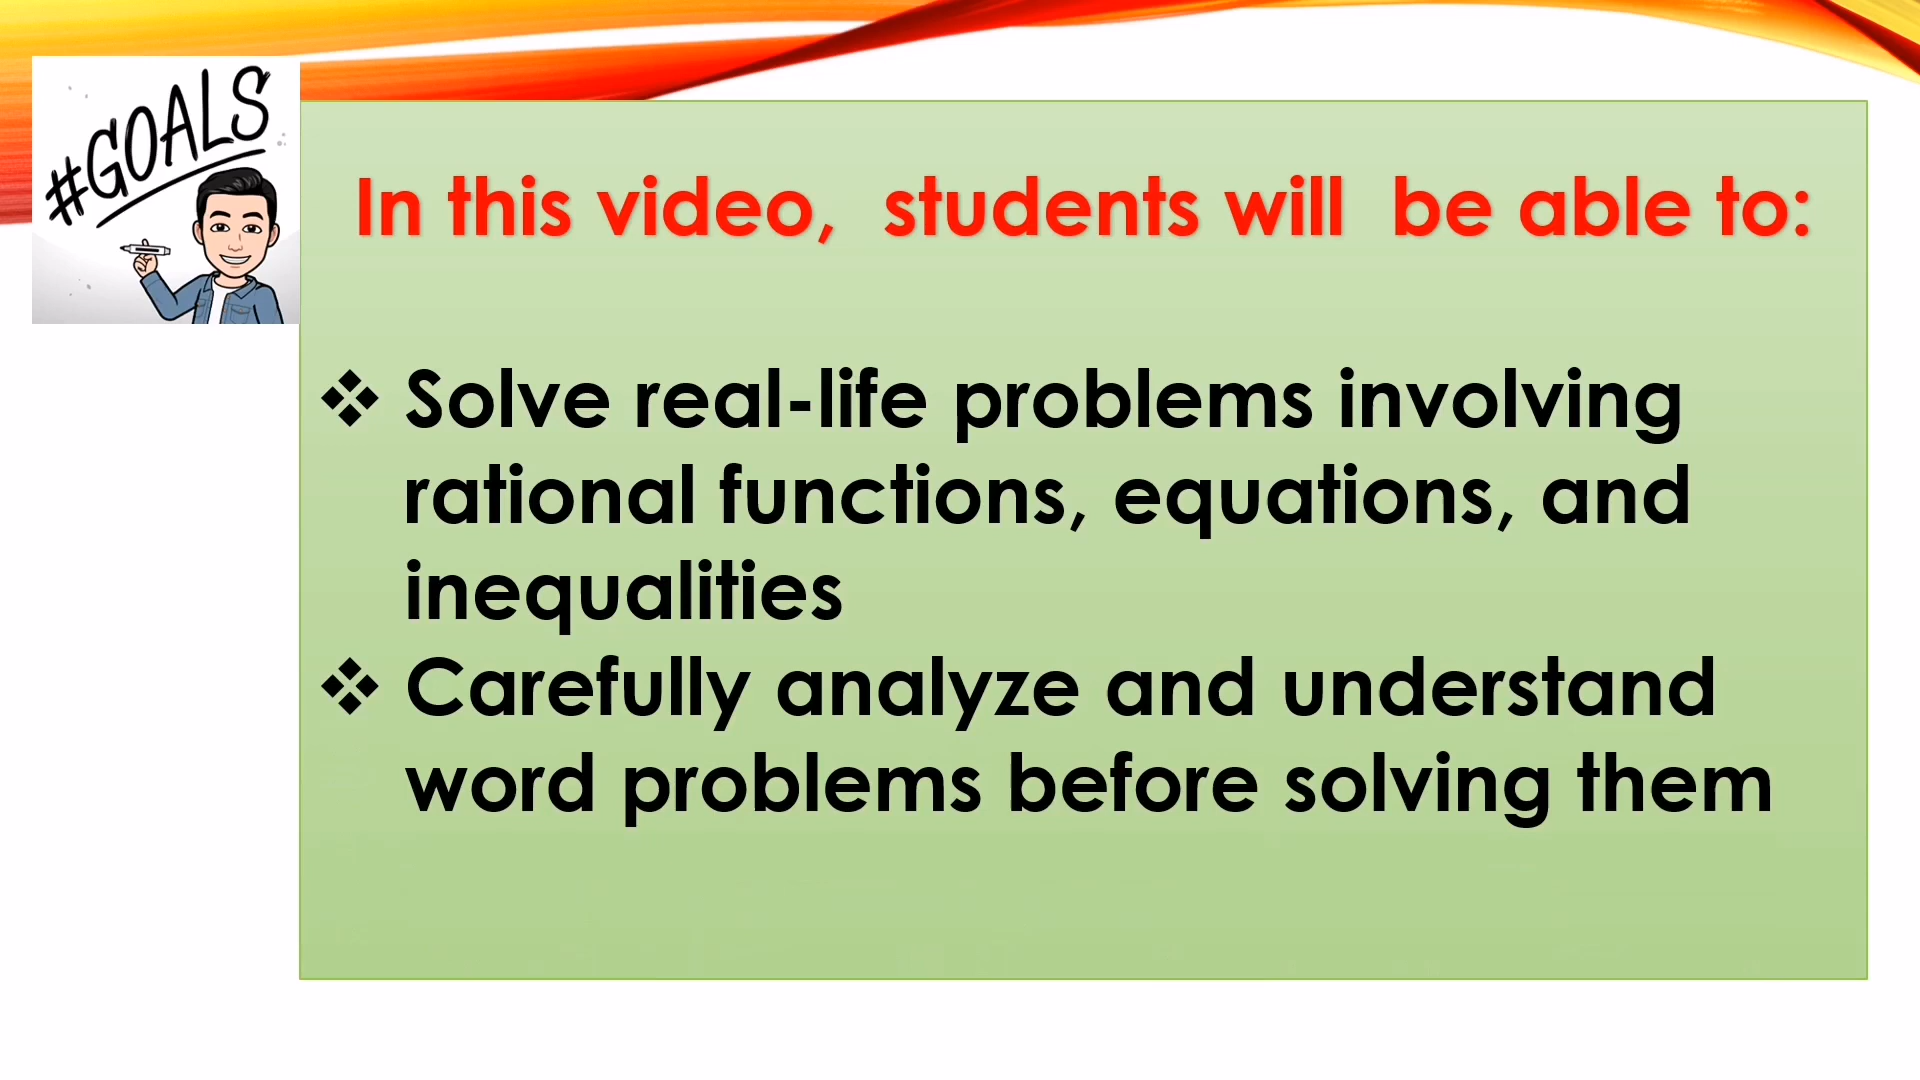 #GOALS
In this video,  students will  be able to:
❖ Solve real-life problems involving
rational functions, equations, and
inequalities
❖ Carefully analyze and understand
word problems before solving them